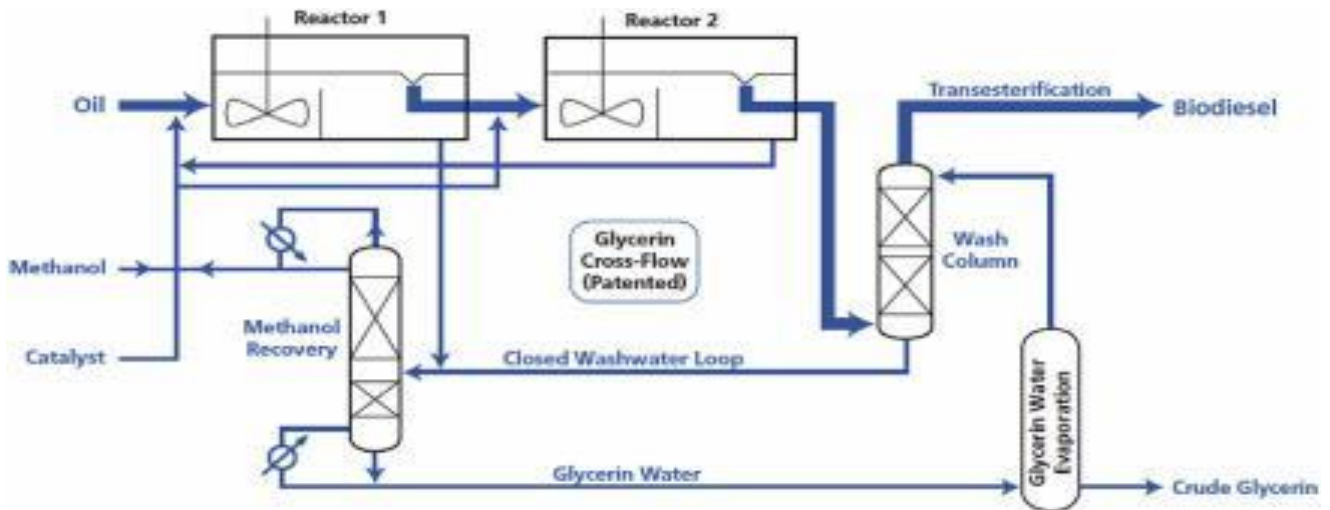 Reactor 1
Reactor 2
Oil
Transesterification
Biodiesel
Glycerin
Cross-Flow
(Patented)
Wash
Column
Methanol
Methanol
Recovery
Catalyst
Closed Washwater Loop
Glycerin Water
Evaporation
Glycerin Water
Crude Glycerin